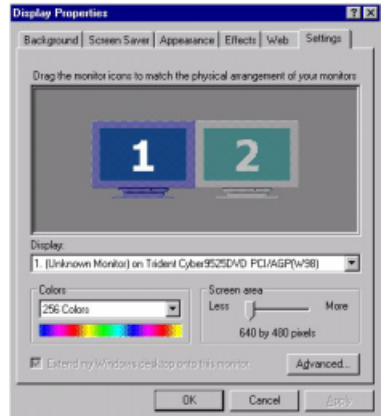 Display Properties
Background Screen Saver Appearance Effects Web Settings
Drag the monitor icons to match the physical arrangement of your monitors
1 2
Display:
1. (Unknown Monitor) on Trident Cyber9525DVD PCI/AGP(W98)
Colors
256 Colors
Screen area
Less More
640 by 480 pixels
Extend my Windows desktop onto this monitor.
Advanced...
OK Cancel Apply